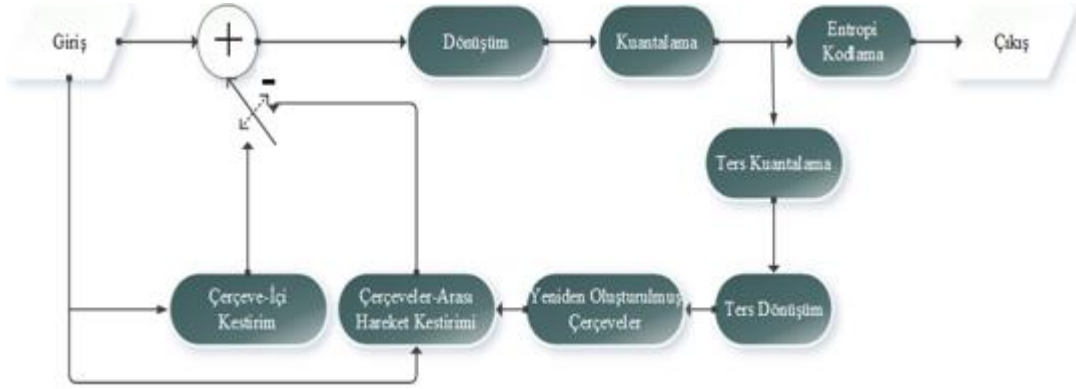 Giriş
+
-
Dönüşüm
Kuantalama
Entropi
Kodlama
Çıkış
Ters Kuantalama
Çerçeve-İçi
Kestirim
Çerçeveler-Arası
Hareket Kestirimi
Yeniden Oluşturulmuş
Çerçeveler
Ters Dönüşüm